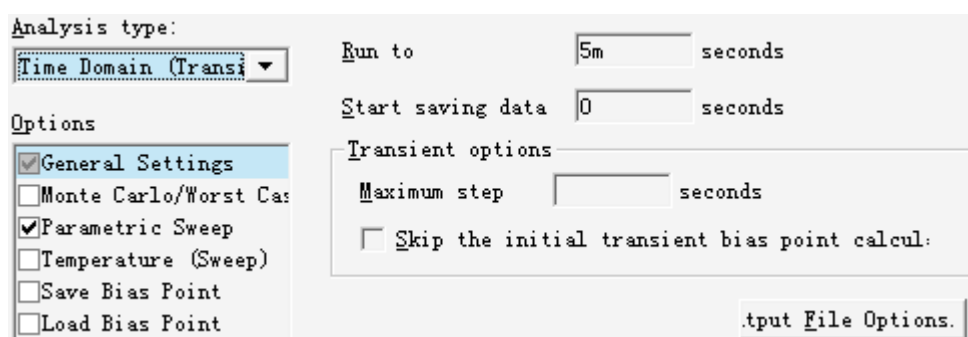 Analysis type:
Time Domain (Transi
Options
General Settings
Monte Carlo/Worst Cas
Parametric Sweep
Temperature (Sweep)
Save Bias Point
Load Bias Point
Run to 5m seconds
Start saving data 0 seconds
Transient options
Maximum step seconds
Skip the initial transient bias point calcul
.tput File Options.